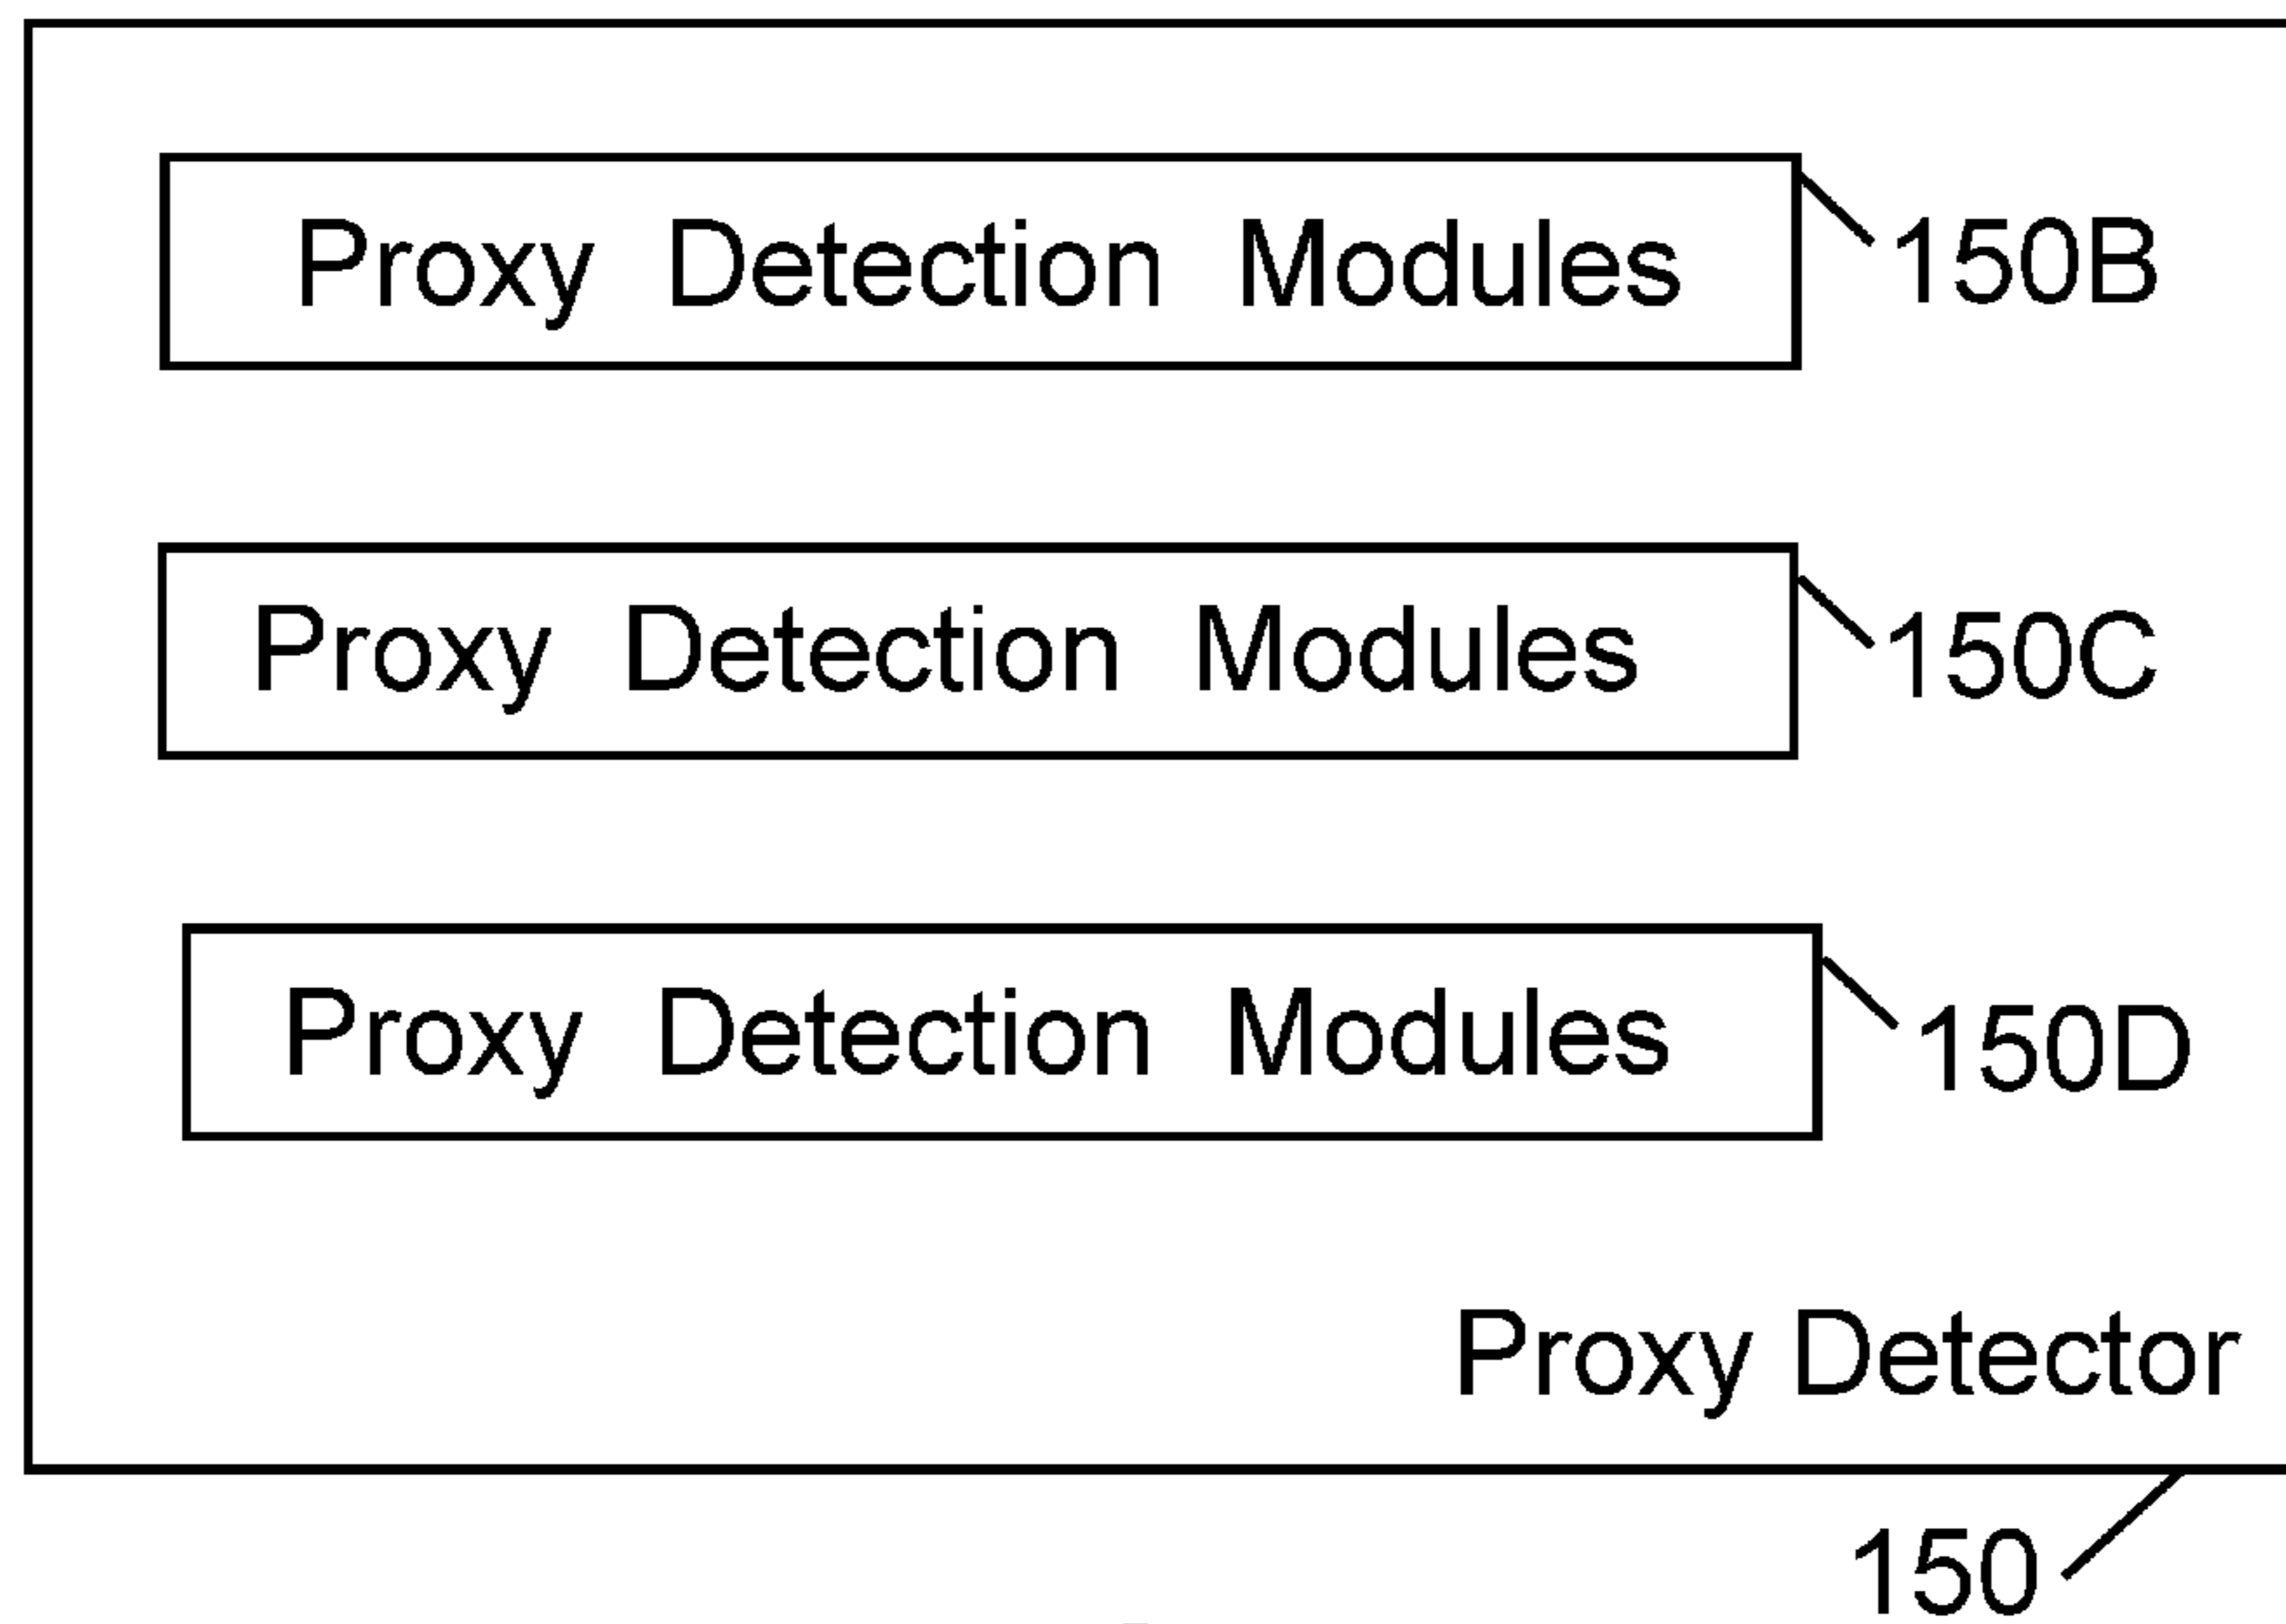 Proxy Detection Modules 150B
Proxy Detection Modules 150C
Proxy Detection Modules 150D
Proxy Detector
150